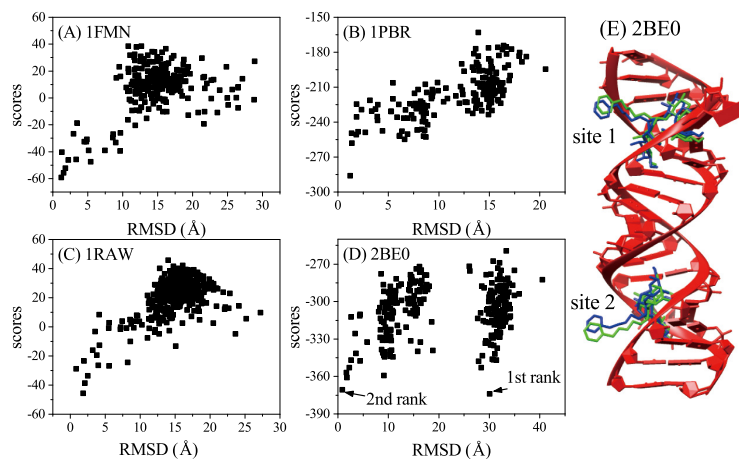 (A) 1FMN
scores
60
40
20
0
-20
-40
-60
0 5 10 15 20 25 30
RMSD (Å)
(B) 1PBR
scores
-150
-180
-210
-240
-270
-300
0 5 10 15 20
RMSD (Å)
(C) 1RAW
scores
60
40
20
0
-20
-40
-60
0 5 10 15 20 25 30
RMSD (Å)
(D) 2BE0
scores
-240
-270
-300
-330
-360
-390
2nd rank
1st rank
0 10 20 30 40
RMSD (Å)
(E) 2BE0
site 1
site 2